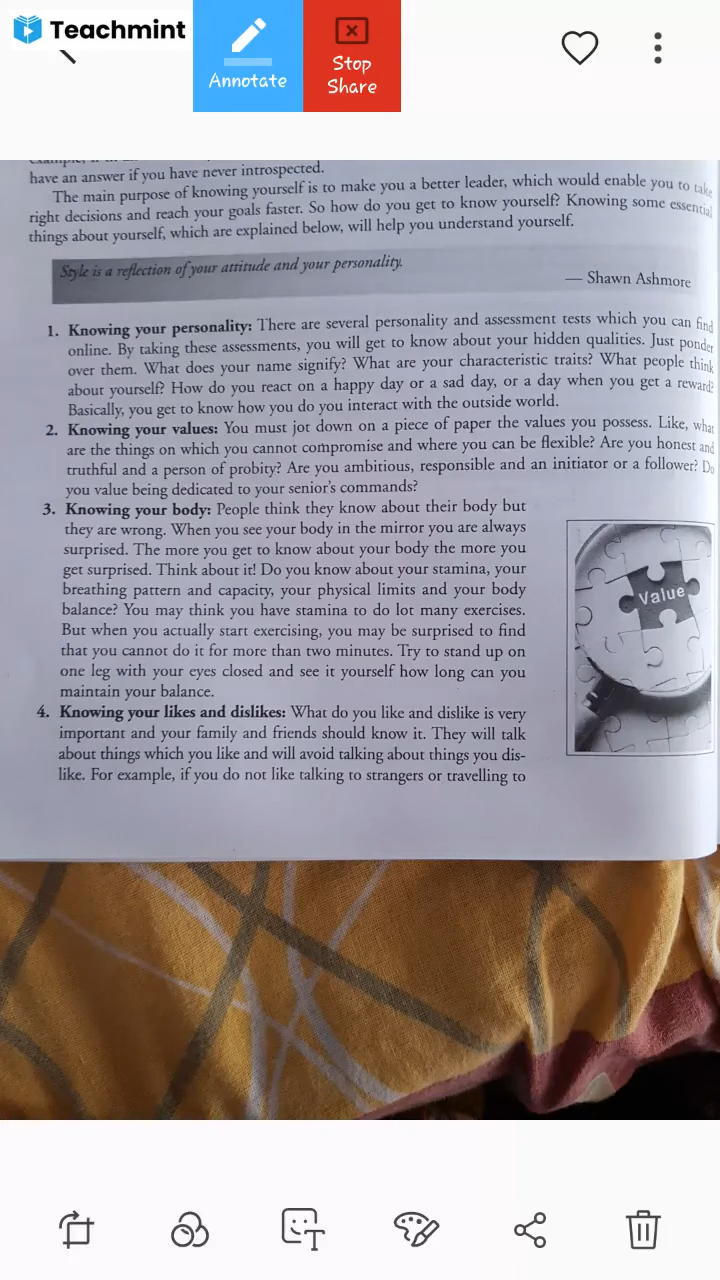 Teachmint
Annotate
Stop
Share
have an answer if you have never introspected.
The main purpose of knowing yourself is to make you a better leader, which would enable you to take
right decisions and reach your goals faster. So how do you get to know yourself? Knowing some essential
things about yourself, which are explained below, will help you understand yourself.
Style is a reflection of your attitude and your personality.
— Shawn Ashmore
1. Knowing your personality: There are several personality and assessment tests which you can find
online. By taking these assessments, you will get to know about your hidden qualities. Just ponder
over them. What does your name signify? What are your characteristic traits? What people think
about yourself? How do you react on a happy day or a sad day, or a day when you get a reward?
Basically, you get to know how you do you interact with the outside world.
2. Knowing your values: You must jot down on a piece of paper the values you possess. Like, what
are the things on which you cannot compromise and where you can be flexible? Are you honest and
truthful and a person of probity? Are you ambitious, responsible and an initiator or a follower? Do
you value being dedicated to your senior's commands?
3. Knowing your body: People think they know about their body but
they are wrong. When you see your body in the mirror you are always
surprised. The more you get to know about your body the more you
get surprised. Think about it! Do you know about your stamina, your
breathing pattern and capacity, your physical limits and your body
balance? You may think you have stamina to do lot many exercises.
But when you actually start exercising, you may be surprised to find
that you cannot do it for more than two minutes. Try to stand up on
one leg with your eyes closed and see it yourself how long can you
maintain your balance.
Value
4. Knowing your likes and dislikes: What do you like and dislike is very
important and your family and friends should know it. They will talk
about things which you like and will avoid talking about things you dis-
like. For example, if you do not like talking to strangers or travelling to